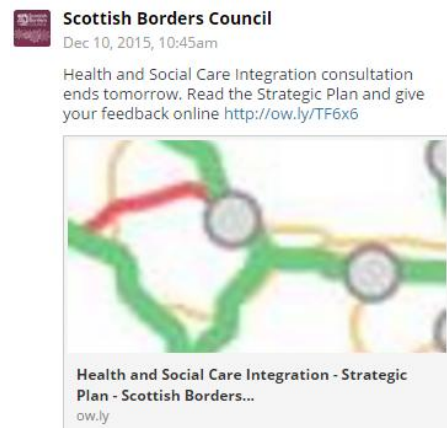 Scottish Borders Council
Dec 10, 2015, 10:45am
Health and Social Care Integration consultation
ends tomorrow. Read the Strategic Plan and give
your feedback online http://ow.ly/TF6x6
Health and Social Care Integration - Strategic
Plan - Scottish Borders...
ow.ly